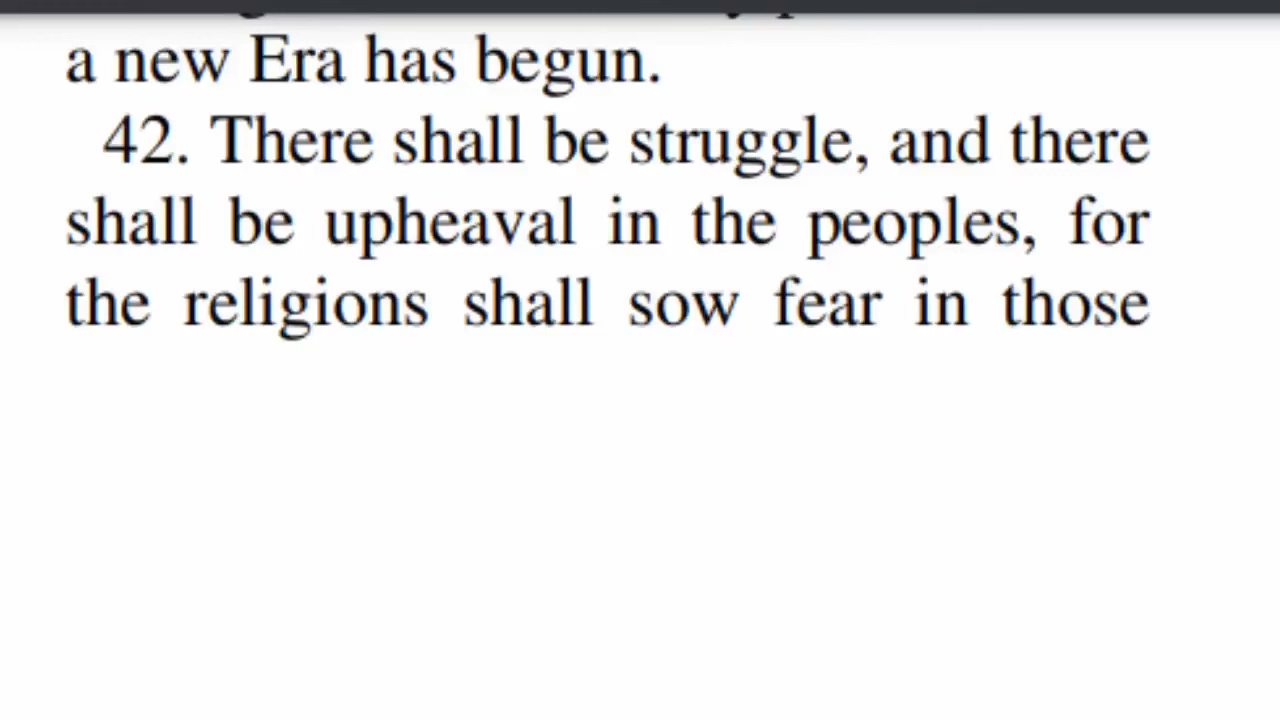 a new Era has begun.
42. There shall be struggle, and there
shall be upheaval in the peoples, for
the religions shall sow fear in those